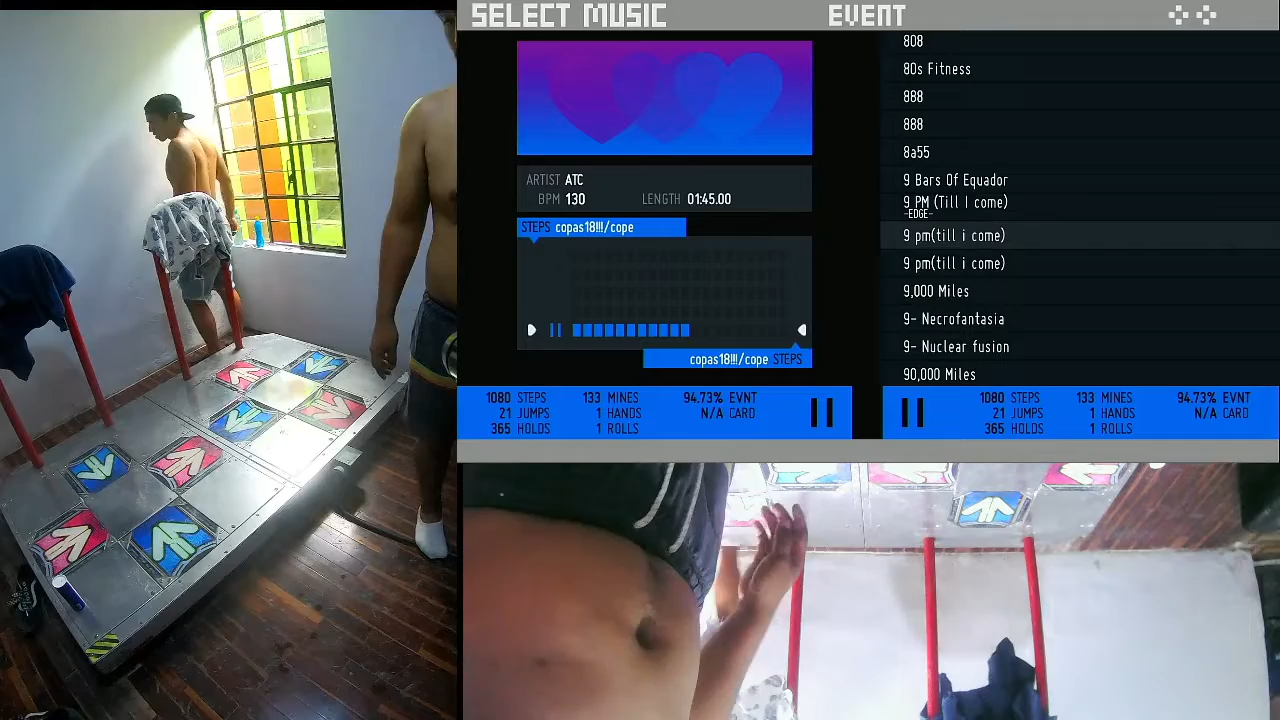 SELECT MUSIC
EVENT
ARTIST ATC
BPM 130
LENGTH 01:45.00
STEPS copas18!!!/cope
copas18!!!/cope STEPS
1080 STEPS 133 MINES 94.73% EVNT
21 JUMPS 1 HANDS N/A CARD
365 HOLDS 1 ROLLS
808
80s Fitness
888
888
8a55
9 Bars Of Equador
9 PM (Till I come)
-EDGE-
9 pm(till i come)
9 pm(till i come)
9,000 Miles
9- Necrofantasia
9- Nuclear fusion
90,000 Miles
1080 STEPS 133 MINES 94.73% EVNT
21 JUMPS 1 HANDS N/A CARD
365 HOLDS 1 ROLLS